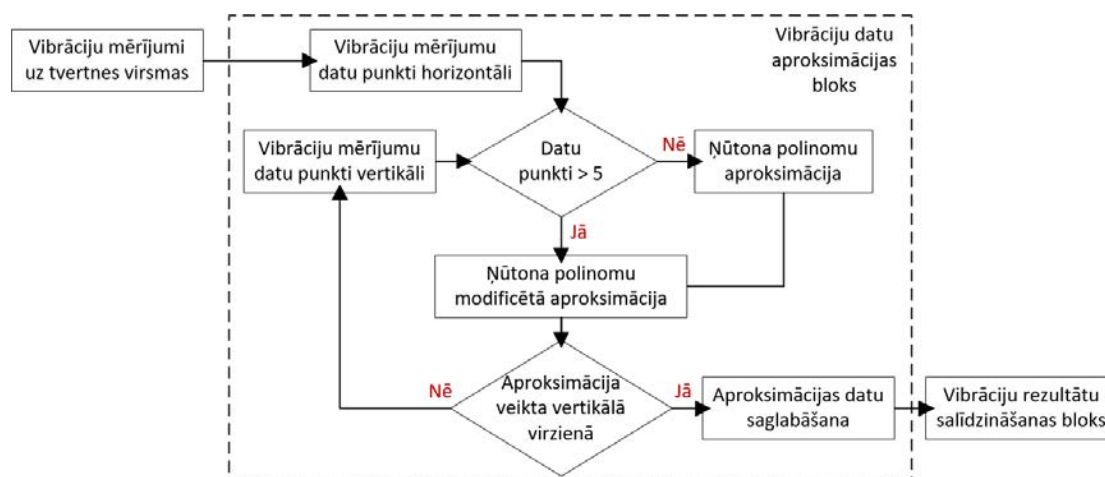 Vibrāciju mērījumi
uz tvertnes virsmas
Vibrāciju mērījumu
datu punkti horizontāli
Vibrāciju datu
aproksimācijas
bloks
Vibrāciju mērījumu
datu punkti vertikāli
Datu
punkti > 5
Nē
Ņūtona polinomu
aproksimācija
Jā
Ņūtona polinomu
modificētā aproksimācija
Nē
Aproksimācija
veikta vertikālā
virzienā
Jā
Aproksimācijas datu
saglabāšana
Vibrāciju rezultātu
salīdzināšanas bloks